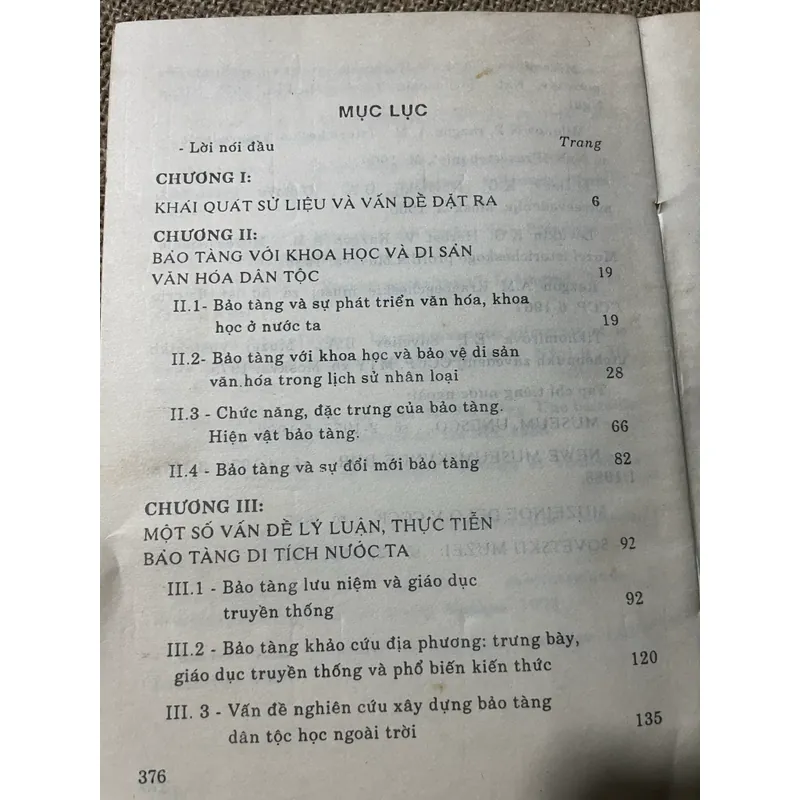 MỤC LỤC
- Lời nói đầu Trang
CHƯƠNG I:
KHÁI QUÁT SỬ LIỆU VÀ VẤN ĐỀ ĐẶT RA 6
CHƯƠNG II:
BẢO TÀNG VỚI KHOA HỌC VÀ DI SẢN
VĂN HÓA DÂN TỘC 19
II.1- Bảo tàng và sự phát triển văn hóa, khoa
học ở nước ta 19
II.2- Bảo tàng với khoa học và bảo vệ di sản
văn hóa trong lịch sử nhân loại 28
II.3 - Chức năng, đặc trưng của bảo tàng.
Hiện vật bảo tàng. 66
II.4 - Bảo tàng và sự đổi mới bảo tàng 82
CHƯƠNG III:
MỘT SỐ VẤN ĐỀ LÝ LUẬN, THỰC TIỄN
BẢO TÀNG DI TÍCH NƯỚC TA 92
III.1 - Bảo tàng lưu niệm và giáo dục
truyền thống 92
III.2 - Bảo tàng khảo cứu địa phương: trưng bày,
giáo dục truyền thống và phổ biến kiến thức 120
III. 3 - Vấn đề nghiên cứu xây dựng bảo tàng
dân tộc học ngoài trời 135
376